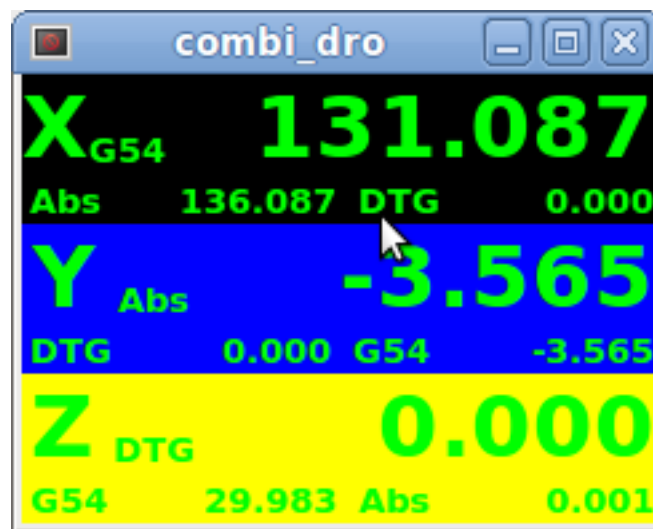 combi_dro
X G54 131.087
Abs 136.087 DTG 0.000
Y Abs -3.565
DTG 0.000 G54 -3.565
Z DTG 0.000
G54 29.983 Abs 0.001